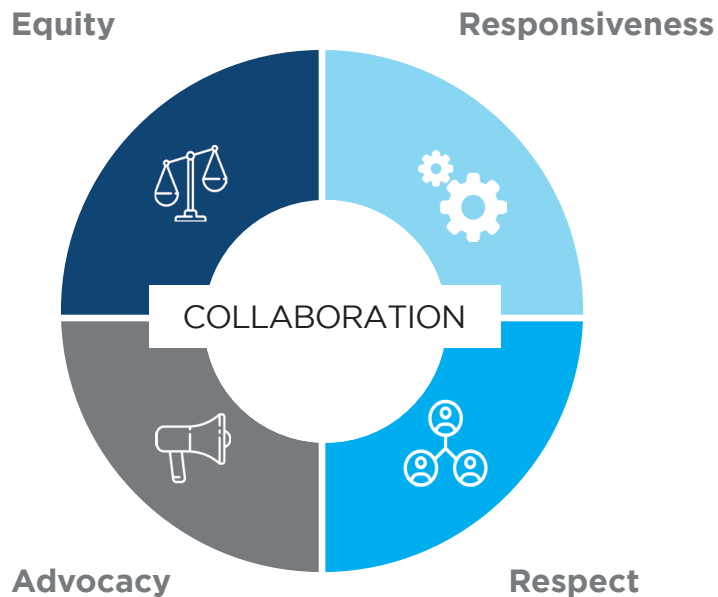 Equity
Responsiveness
COLLABORATION
Advocacy
Respect